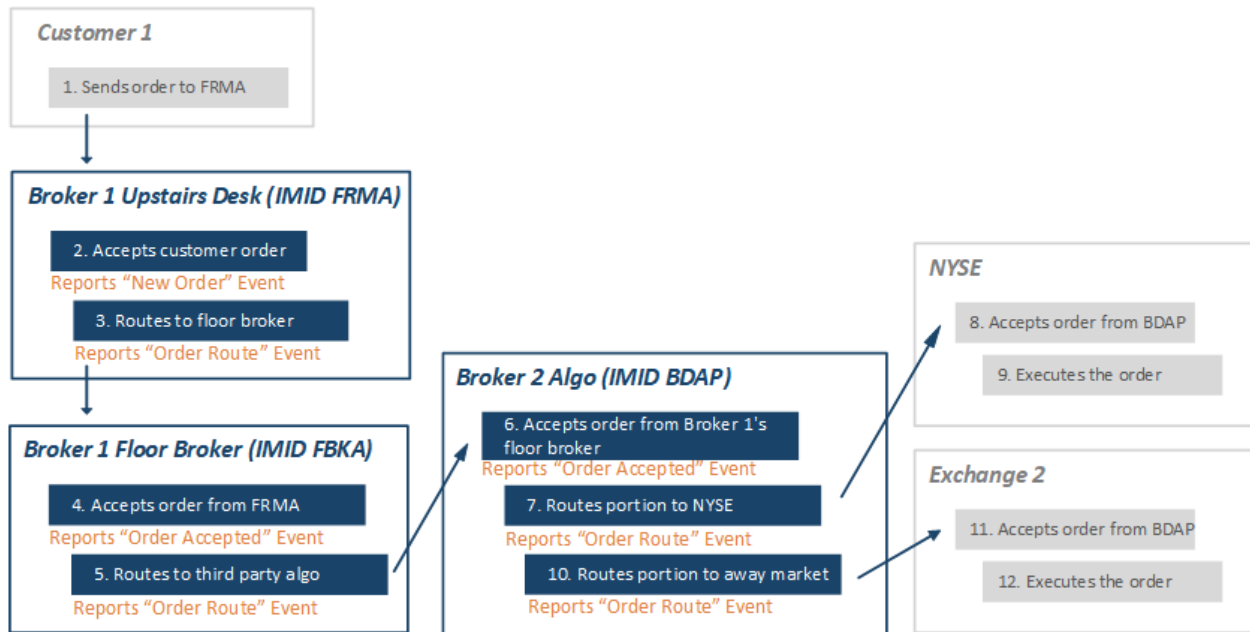 Customer 1
1. Sends order to FRMA
Broker 1 Upstairs Desk (IMID FRMA)
2. Accepts customer order
Reports “New Order” Event
3. Routes to floor broker
Reports “Order Route” Event
Broker 1 Floor Broker (IMID FBKA)
4. Accepts order from FRMA
Reports “Order Accepted” Event
5. Routes to third party algo
Reports “Order Route” Event
Broker 2 Algo (IMID BDAP)
6. Accepts order from Broker 1's
floor broker
Reports “Order Accepted” Event
7. Routes portion to NYSE
Reports “Order Route” Event
10. Routes portion to away market
Reports “Order Route” Event
NYSE
8. Accepts order from BDAP
9. Executes the order
Exchange 2
11. Accepts order from BDAP
12. Executes the order